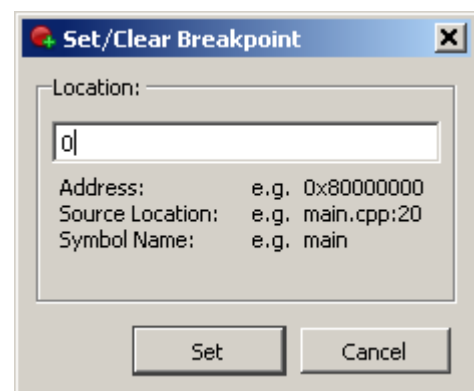 Set/Clear Breakpoint
Location:
0
Address: e.g. 0x80000000
Source Location: e.g. main.cpp:20
Symbol Name: e.g. main
Set Cancel